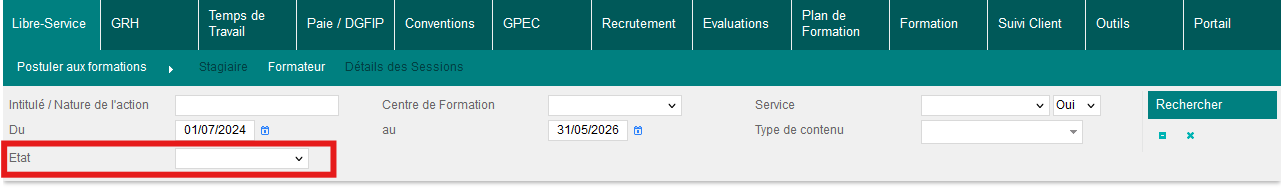 Libre-Service GRH Temps de Travail Paie / DGFIP Conventions GPEC Recrutement Evaluations Plan de Formation Formation Suivi Client Outils Portail
Postuler aux formations Stagiaire Formateur Détails des Sessions
Intitulé / Nature de l'action Centre de Formation Service Oui Rechercher
Du 01/07/2024 au 31/05/2026 Type de contenu
Etat